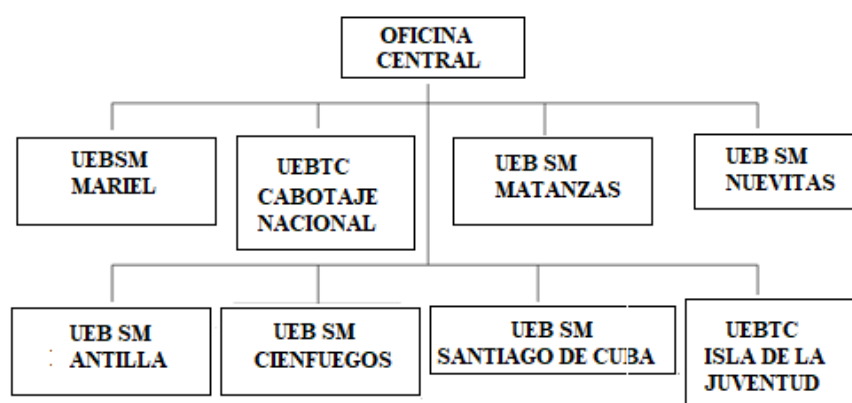 OFICINA
CENTRAL
UEBSM
MARIEL
UEBTC
CABOTAJE
NACIONAL
UEB SM
MATANZAS
UEB SM
NUEVITAS
UEB SM
ANTILLA
UEB SM
CIENFUEGOS
UEB SM
SANTIAGO DE CUBA
UEBTC
ISLA DE LA
JUVENTUD